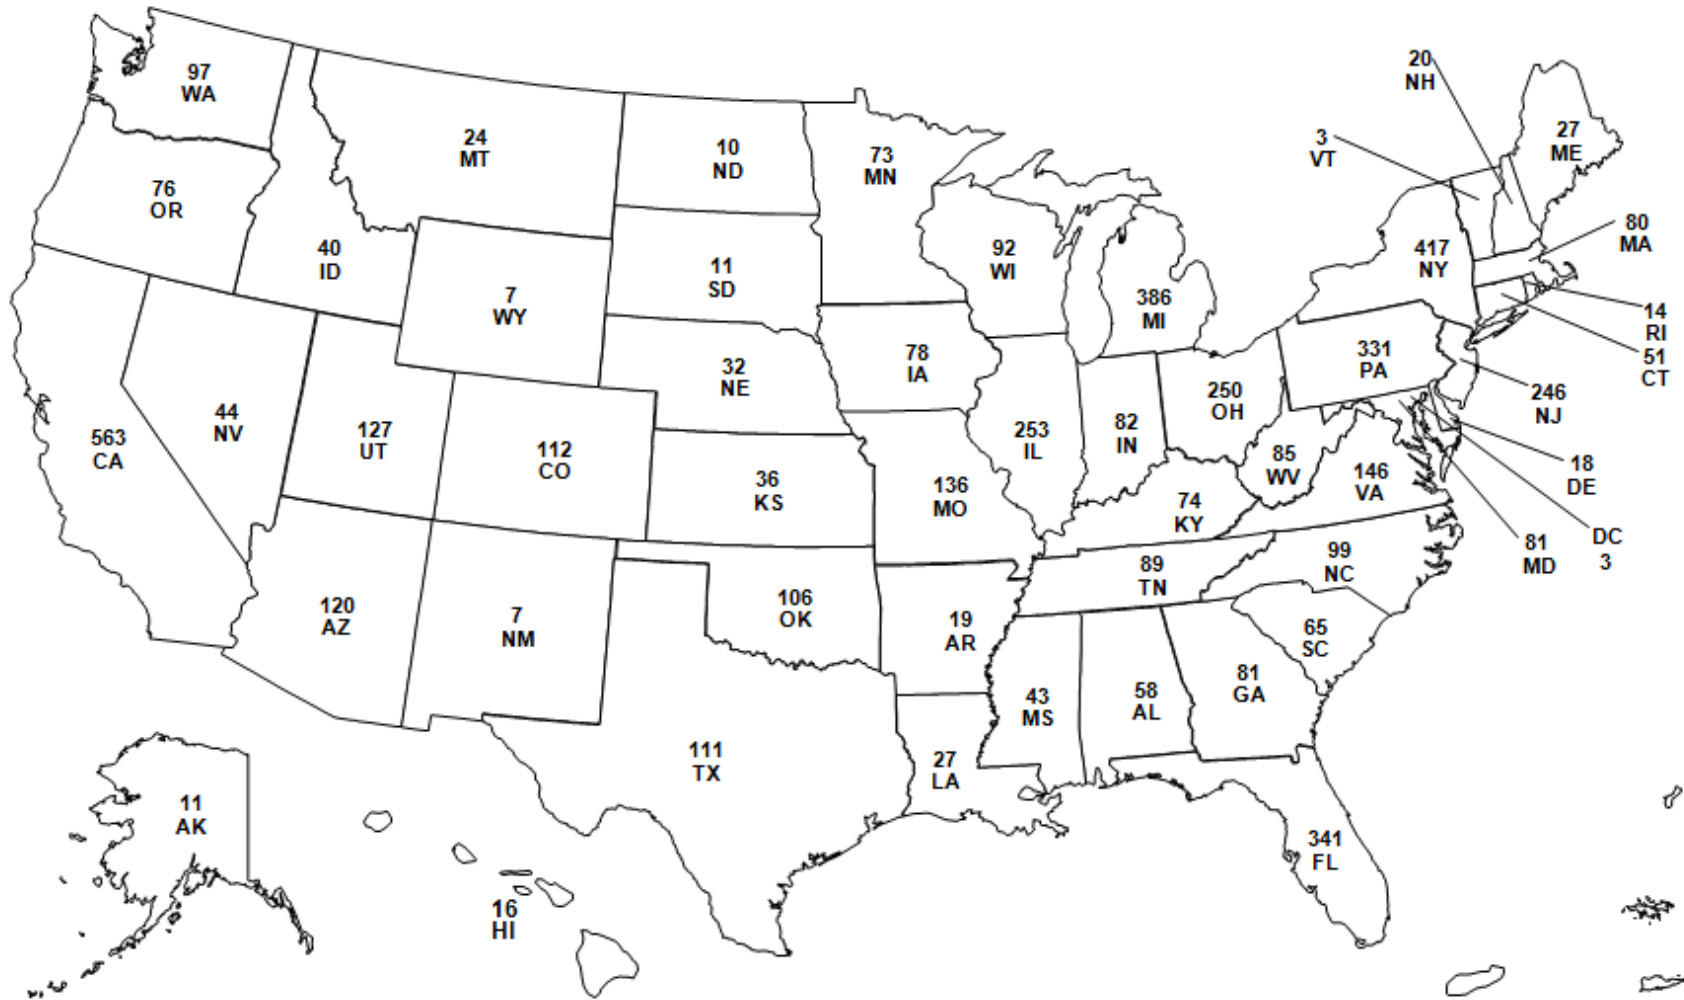 97
WA
24
MT
10
ND
73
MN
20
NH
3
VT
27
ME
76
OR
40
ID
7
WY
11
SD
92
WI
386
MI
417
NY
80
MA
14
RI
51
CT
563
CA
44
NV
127
UT
112
CO
32
NE
78
IA
253
IL
82
IN
250
OH
331
PA
246
NJ
36
KS
136
MO
74
KY
85
WV
146
VA
18
DE
81
MD
DC
3
120
AZ
7
NM
106
OK
19
AR
89
TN
99
NC
65
SC
111
TX
27
LA
43
MS
58
AL
81
GA
341
FL
11
AK
16
HI